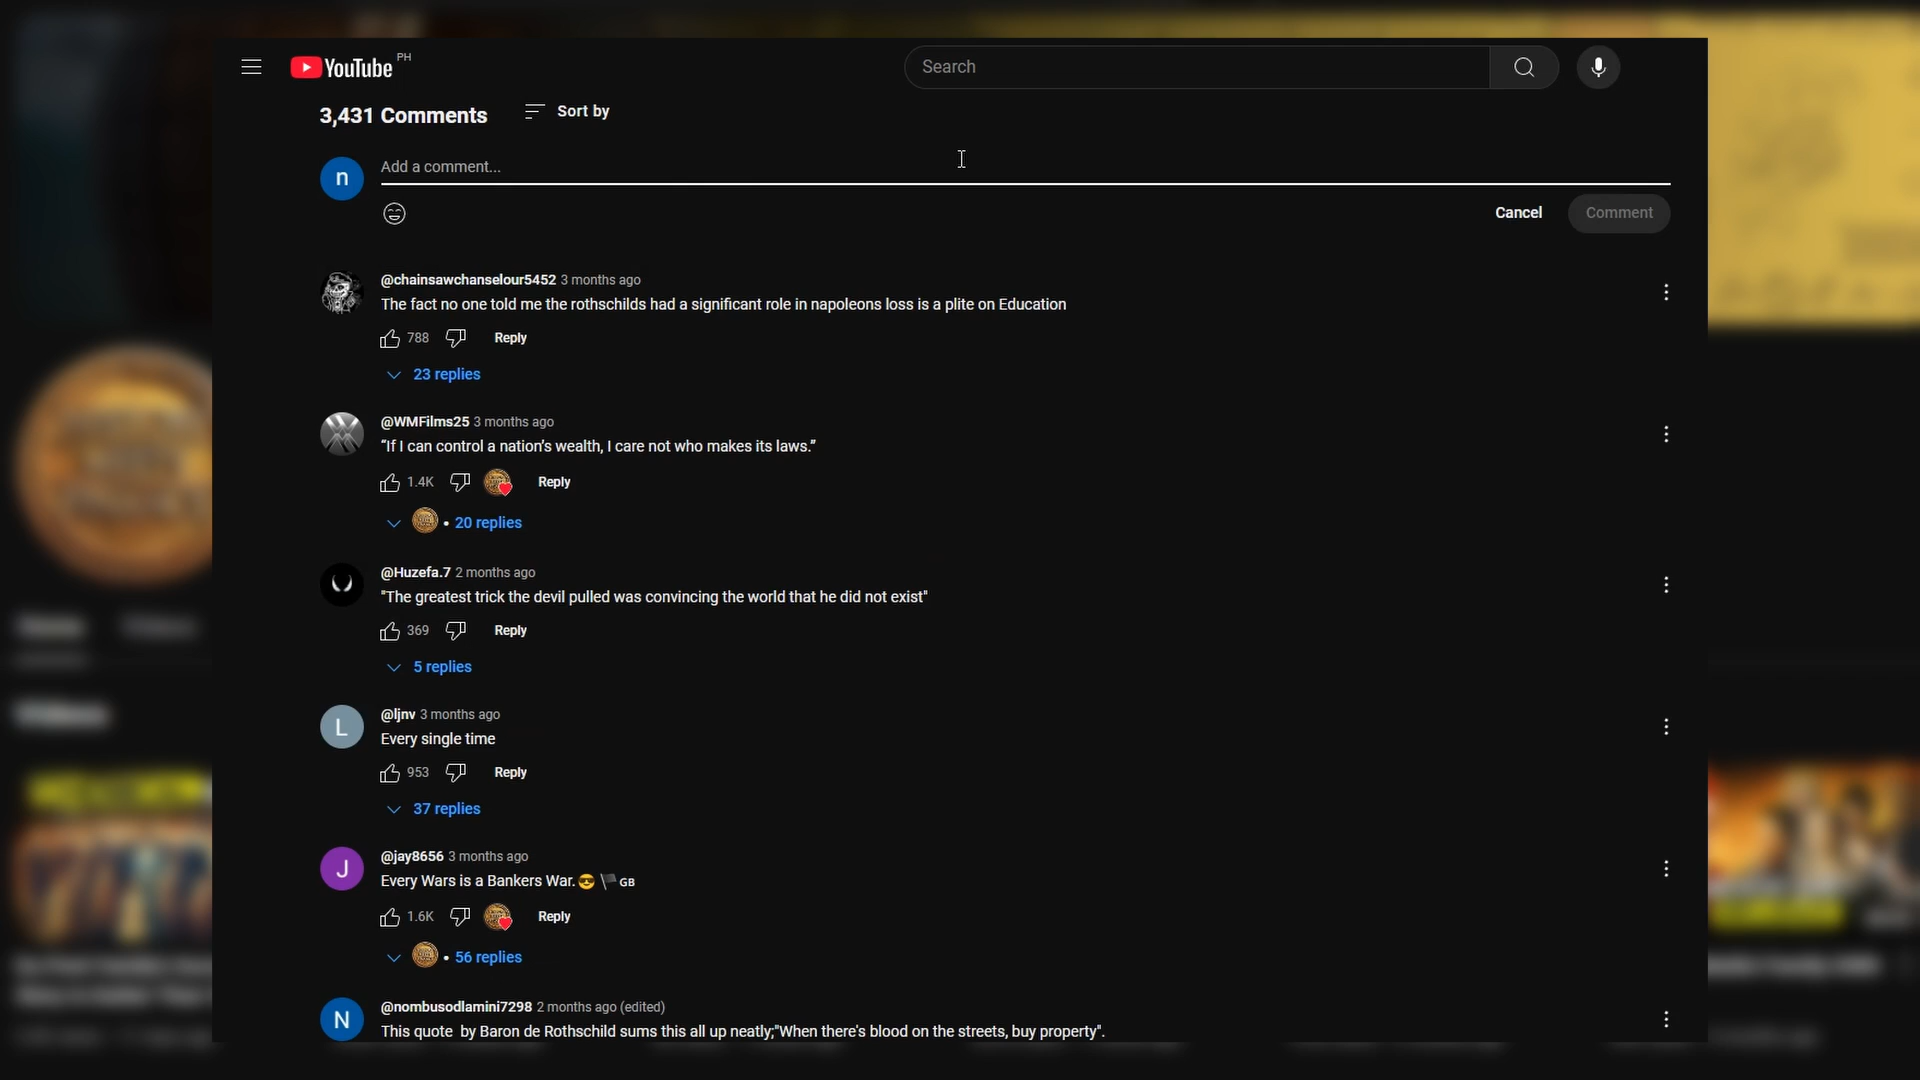 YouTube PH
Search
3,431 Comments
Sort by
n
Add a comment...
Cancel
Comment
@chainsawchanselour5452 3 months ago
The fact no one told me the rothschilds had a significant role in napoleons loss is a plite on Education
788
Reply
23 replies
@WMFilms25 3 months ago
“If I can control a nation’s wealth, I care not who makes its laws.”
1.4K
Reply
• 20 replies
@Huzefa.7 2 months ago
"The greatest trick the devil pulled was convincing the world that he did not exist"
369
Reply
5 replies
L
@ljnv 3 months ago
Every single time
953
Reply
37 replies
J
@jay8656 3 months ago
Every Wars is a Bankers War.😎 🏴GB
1.6K
Reply
• 56 replies
N
@nombusodlamini7298 2 months ago (edited)
This quote by Baron de Rothschild sums this all up neatly;"When there's blood on the streets, buy property".
Videos